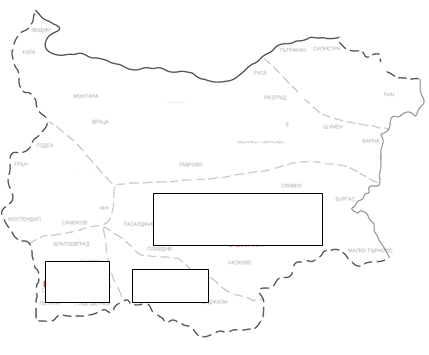 ВИДИН
КУЛА
ТУТРАКАН
СИЛИСТРА
РУСЕ
МОНТАНА
РАЗГРАД
ВРАЦА
Е
ШУМЕН
ВАРНА
ГОДЕЧ
ТРЪН
ГАБРОВО
СЛИВЕН
БУРГАС
КЮСТЕНДИЛ
САМОКОВ
ПАЗАРДЖИК
БЛАГОЕВГРАД
ПЛОВДИВ
МАЛКО ТЪРНОВО
ХАСКОВО